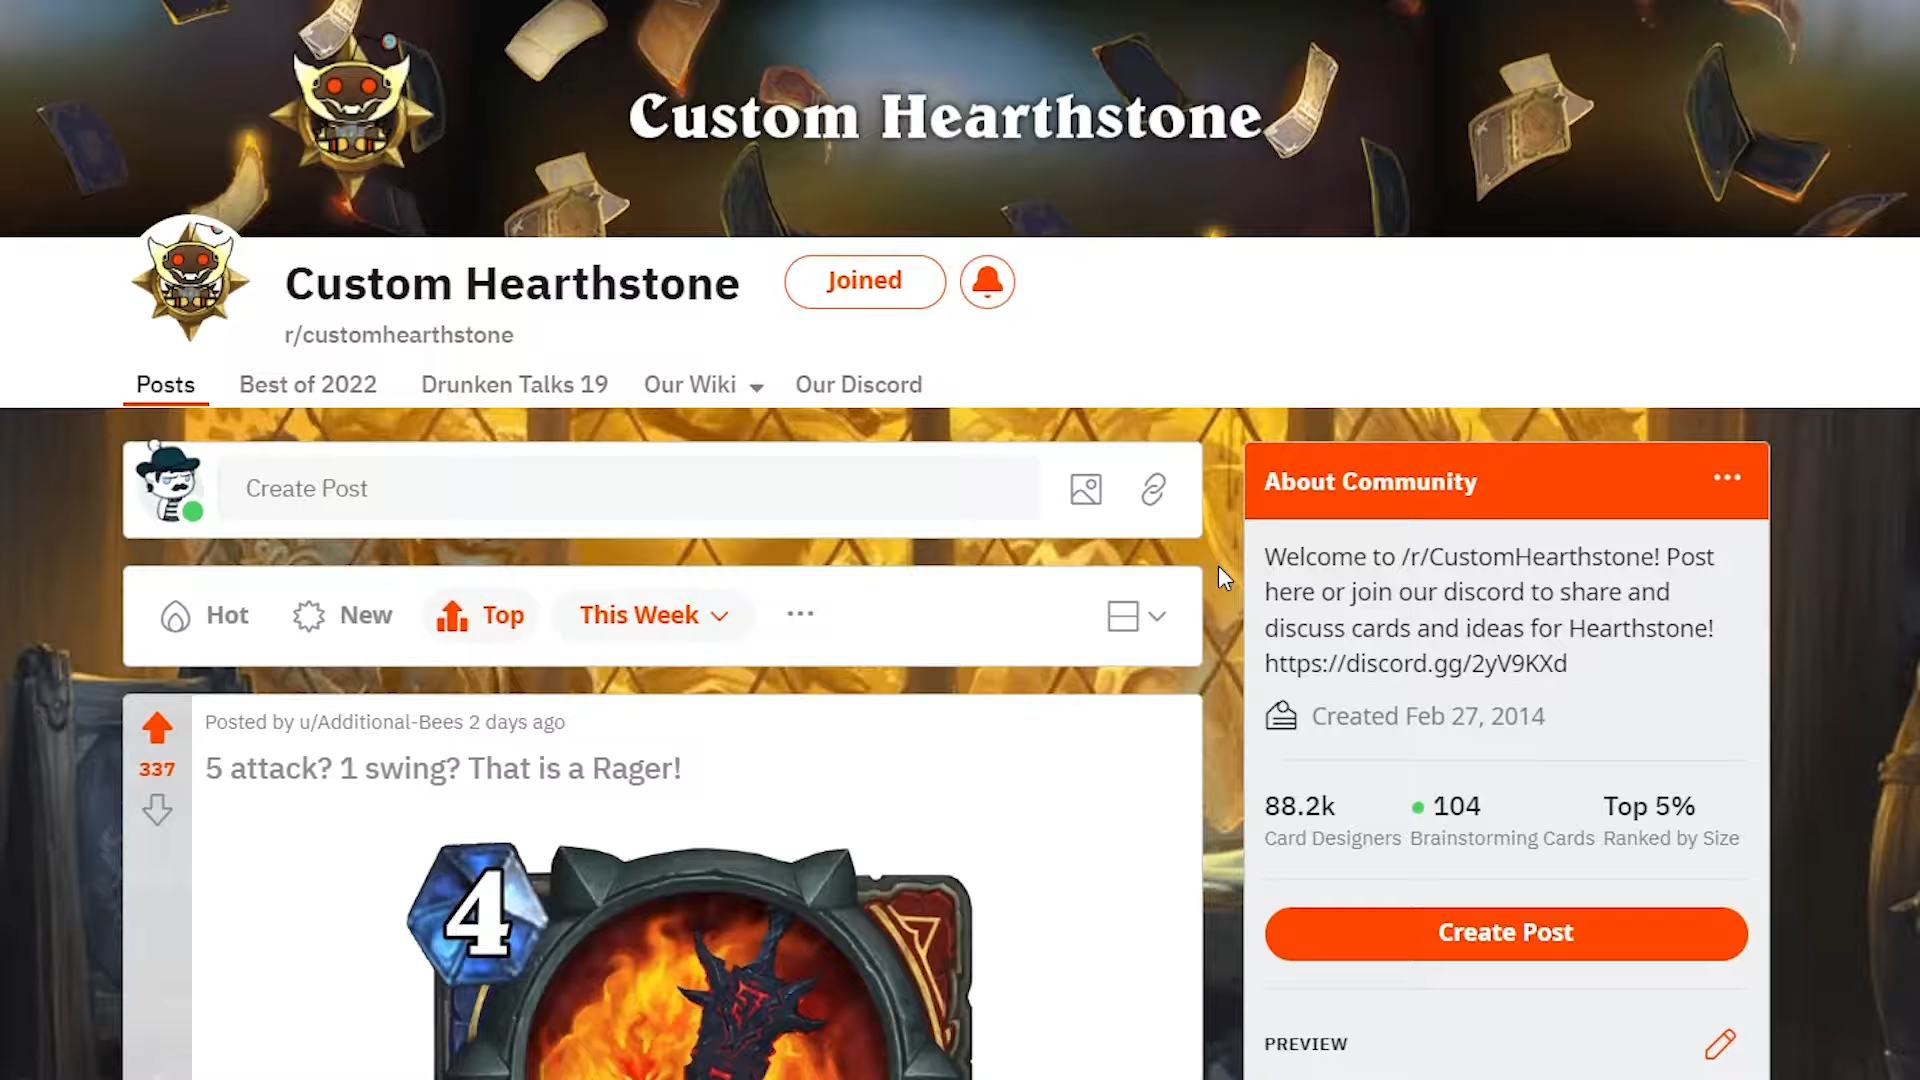 Custom Hearthstone
Custom Hearthstone
Joined
r/customhearthstone
Posts
Best of 2022
Drunken Talks 19
Our Wiki
Our Discord
Create Post
Hot
New
Top
This Week
Posted by u/Additional-Bees 2 days ago
337
5 attack? 1 swing? That is a Rager!
4
About Community
Welcome to /r/CustomHearthstone! Post
here or join our discord to share and
discuss cards and ideas for Hearthstone!
https://discord.gg/2yV9KXd
Created Feb 27, 2014
88.2k
Card Designers
104
Brainstorming Cards
Top 5%
Ranked by Size
Create Post
PREVIEW